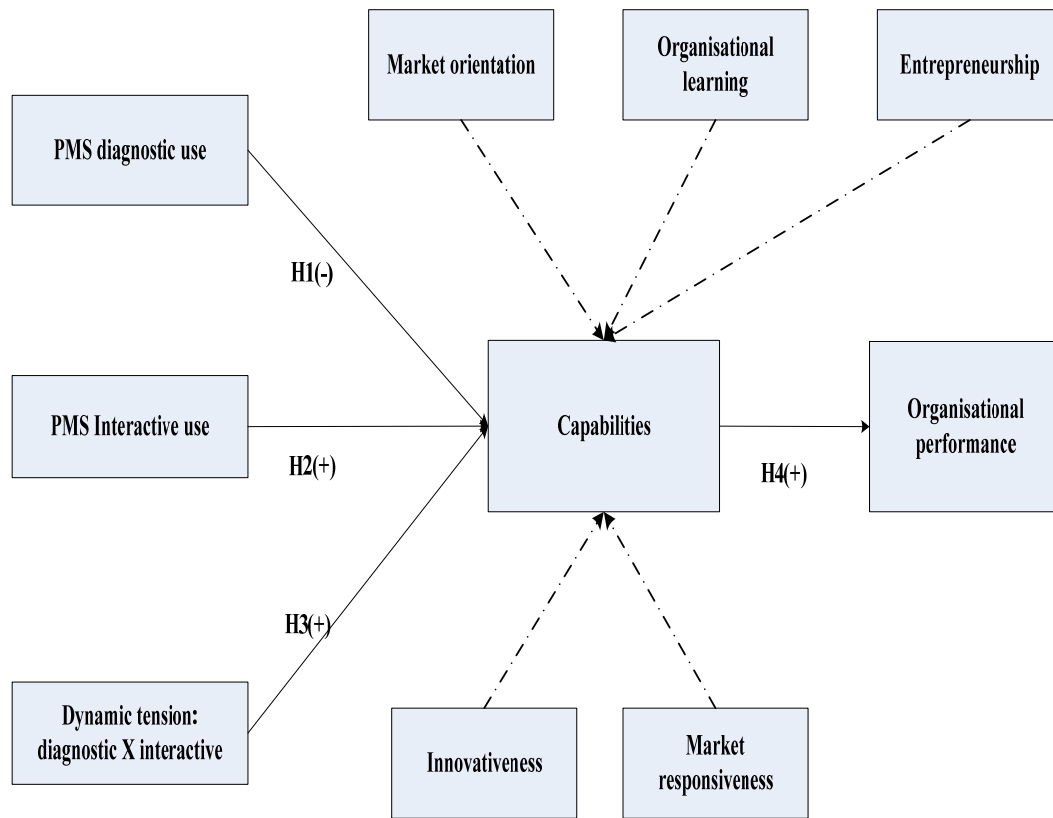 Market orientation
Organisational
learning
Entrepreneurship
PMS diagnostic use
H1(-)
PMS Interactive use
H2(+)
Capabilities
H4(+)
Organisational
performance
H3(+)
Dynamic tension:
diagnostic X interactive
Innovativeness
Market
responsiveness